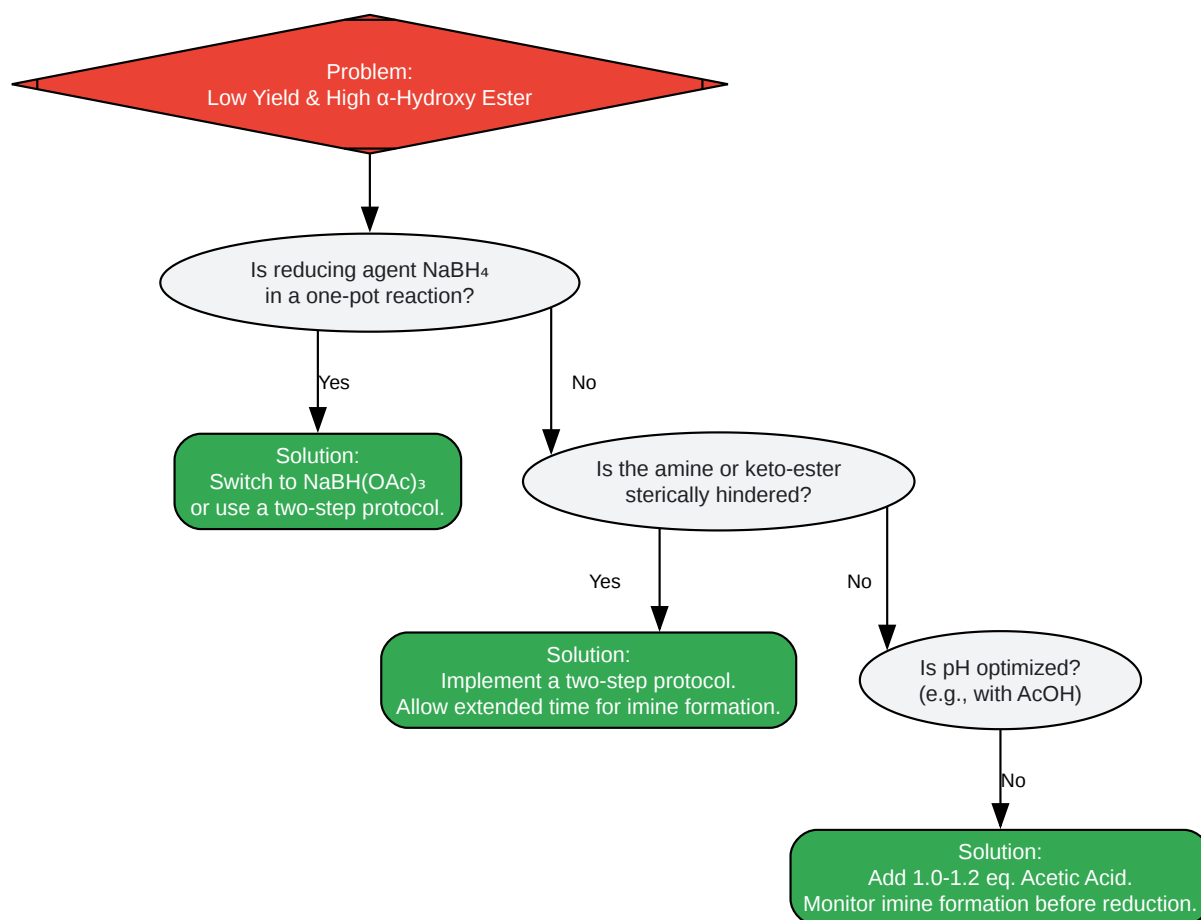 Problem:
Low Yield & High α-Hydroxy Ester
Is reducing agent NaBH₄
in a one-pot reaction?
Yes
No
Solution:
Switch to NaBH(OAc)₃
or use a two-step protocol.
Is the amine or keto-ester
sterically hindered?
Yes
No
Solution:
Implement a two-step protocol.
Allow extended time for imine formation.
Is pH optimized?
(e.g., with AcOH)
No
Solution:
Add 1.0-1.2 eq. Acetic Acid.
Monitor imine formation before reduction.